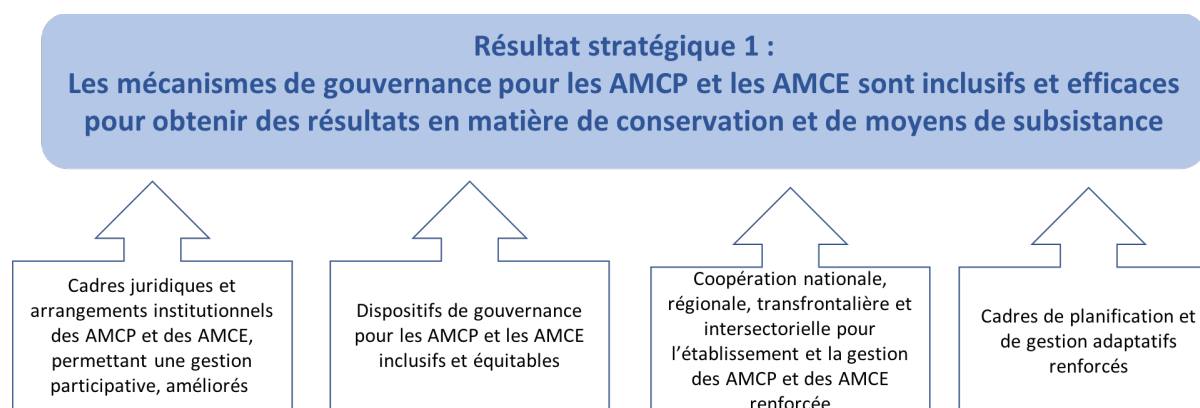 Résultat stratégique 1 :
Les mécanismes de gouvernance pour les AMCP et les AMCE sont inclusifs et efficaces
pour obtenir des résultats en matière de conservation et de moyens de subsistance
Cadres juridiques et
arrangements institutionnels
des AMCP et des AMCE,
permettant une gestion
participative, améliorés
Dispositifs de gouvernance
pour les AMCP et les AMCE
inclusifs et équitables
Coopération nationale,
régionale, transfrontalière et
intersectorielle pour
l’établissement et la gestion
des AMCP et des AMCE
renforcée
Cadres de planification et
de gestion adaptatifs
renforcés